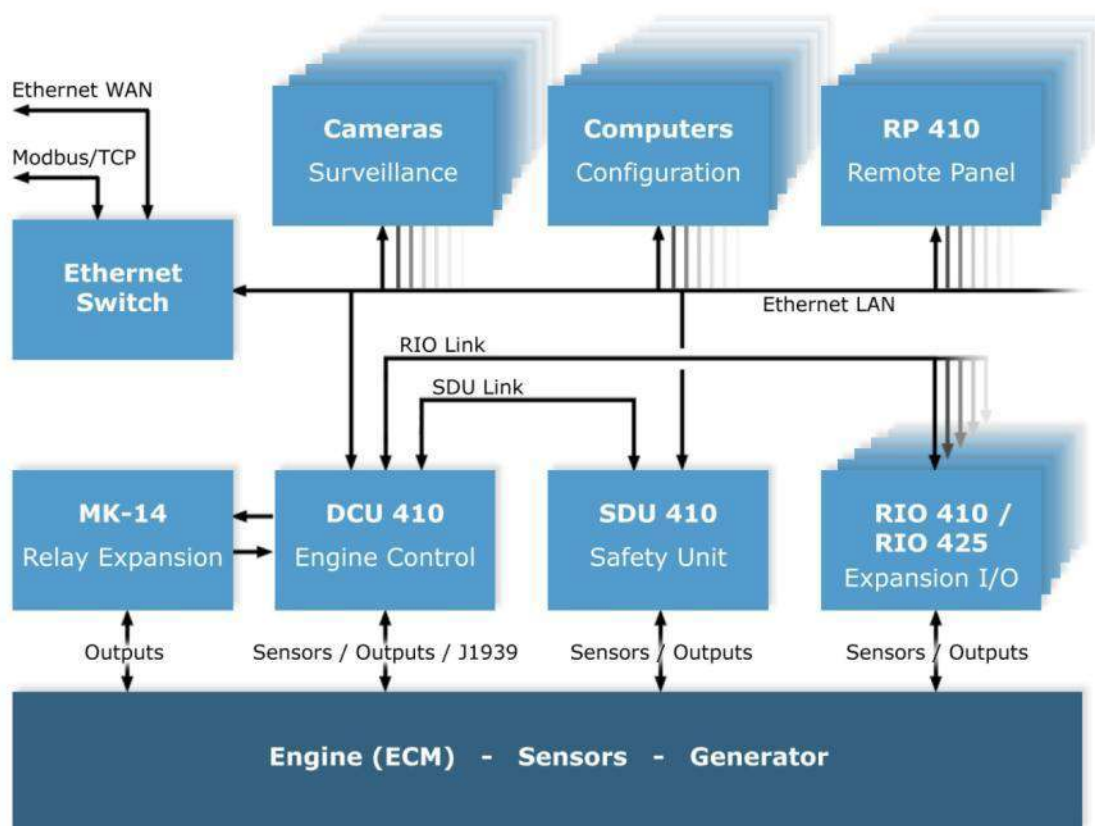 Ethernet WAN
Modbus/TCP
Cameras
Surveillance
Computers
Configuration
RP 410
Remote Panel
Ethernet
Switch
Ethernet LAN
RIO Link
SDU Link
MK-14
Relay Expansion
DCU 410
Engine Control
SDU 410
Safety Unit
RIO 410 /
RIO 425
Expansion I/O
Outputs
Sensors / Outputs / J1939
Sensors / Outputs
Sensors / Outputs
Engine (ECM) - Sensors - Generator